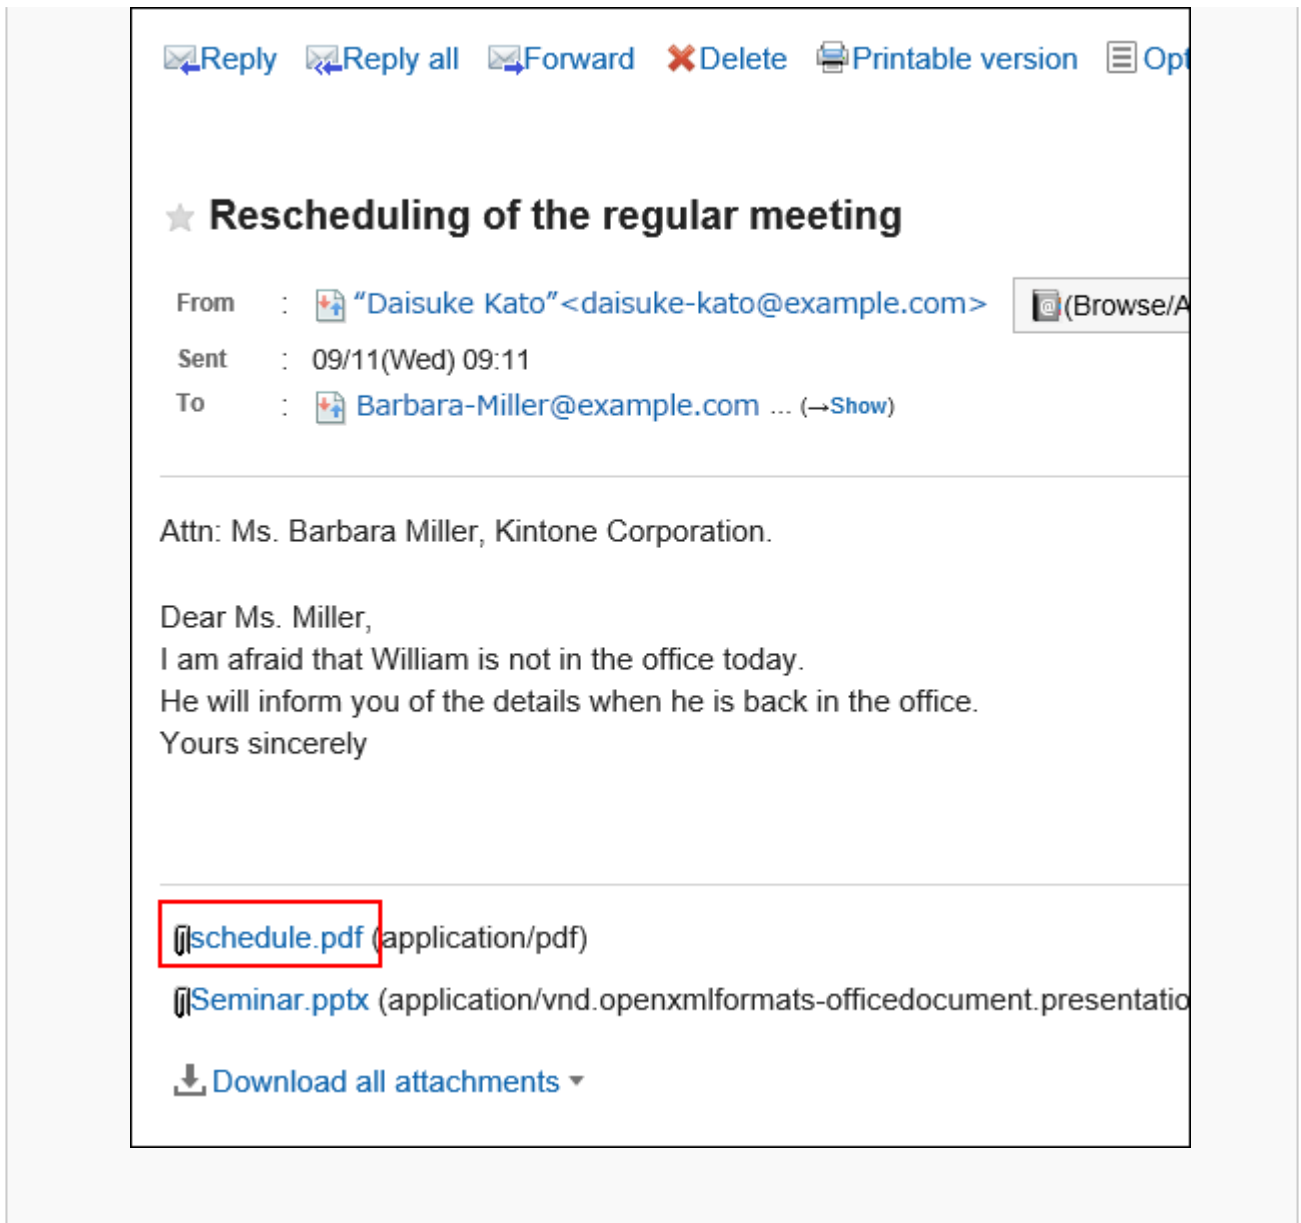 Reply Reply all Forward Delete Printable version Opt
Rescheduling of the regular meeting
From : “Daisuke Kato”<daisuke-kato@example.com> (Browse/A
Sent : 09/11(Wed) 09:11
To : Barbara-Miller@example.com ... (→Show)
Attn: Ms. Barbara Miller, Kintone Corporation.
Dear Ms. Miller,
I am afraid that William is not in the office today.
He will inform you of the details when he is back in the office.
Yours sincerely
schedule.pdf (application/pdf)
Seminar.pptx (application/vnd.openxmlformats-officedocument.presentatio
Download all attachments